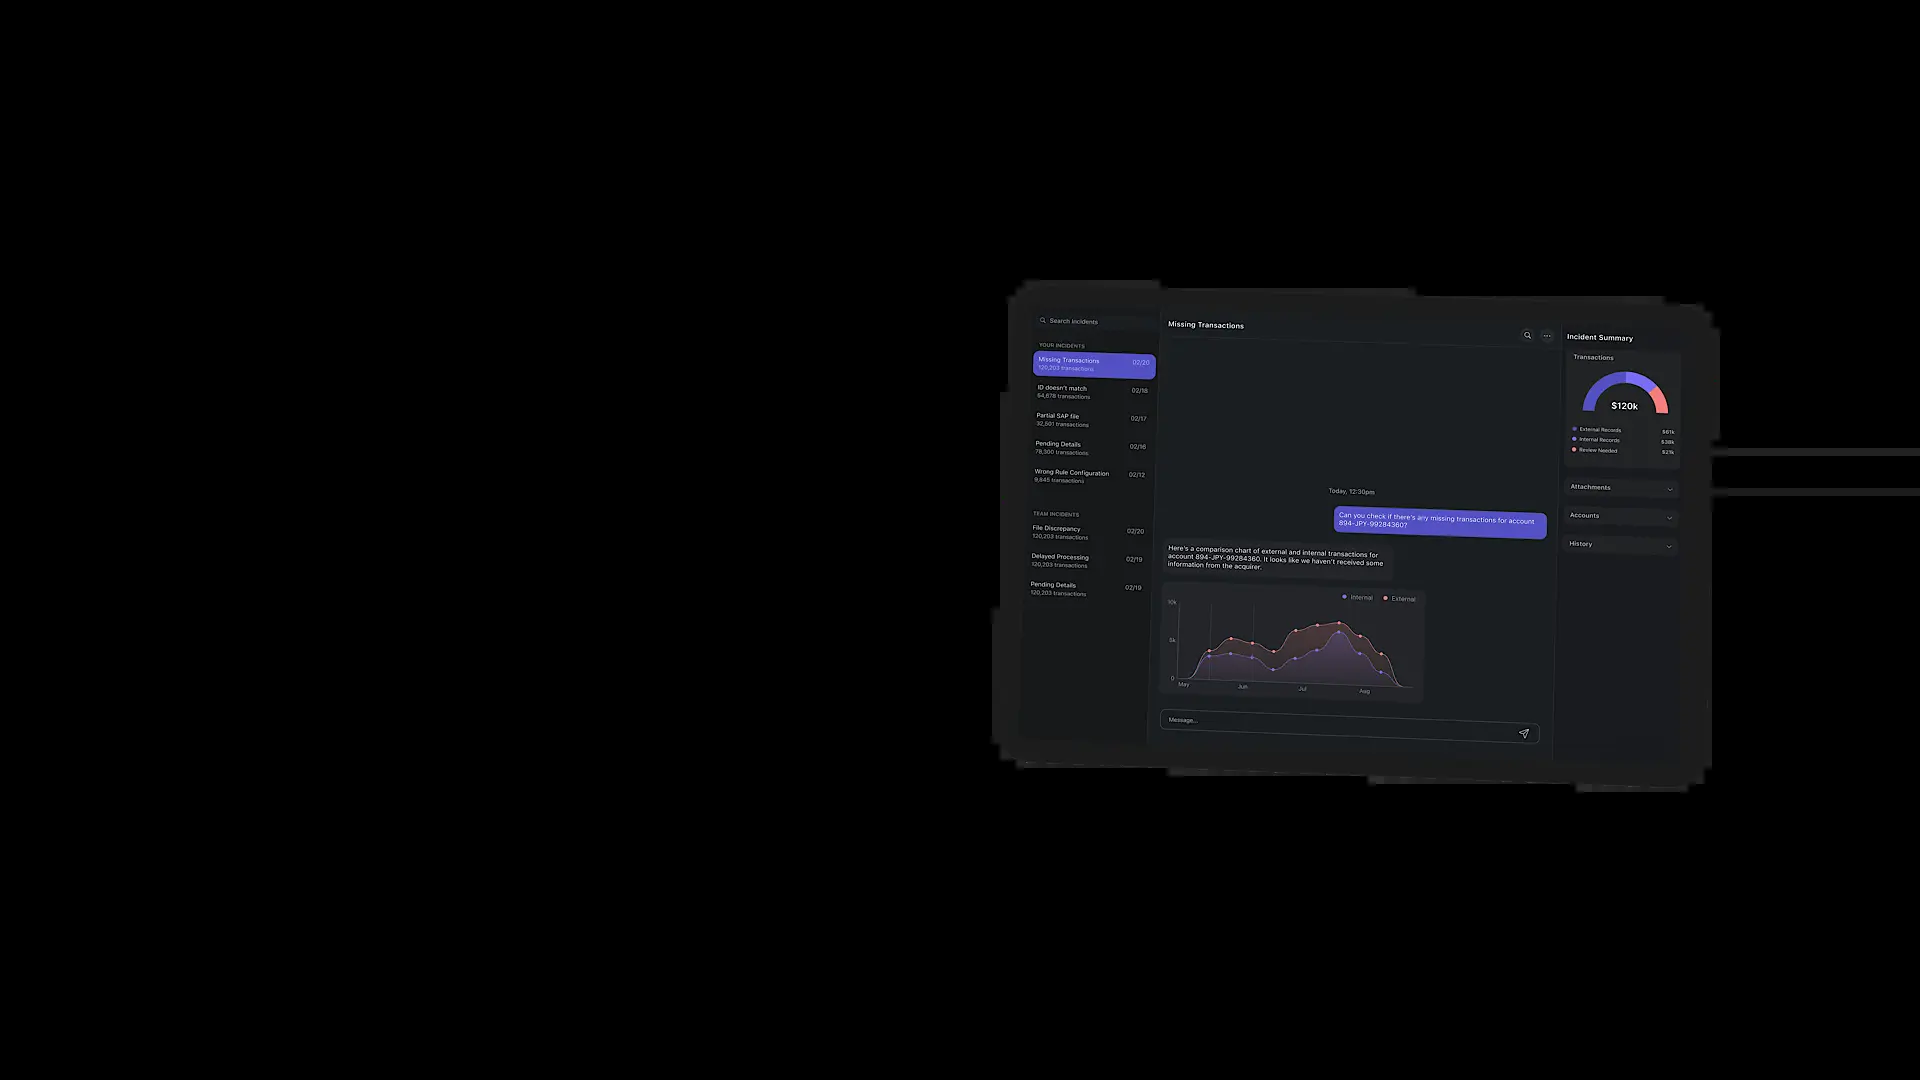 Search Incidents
YOUR INCIDENTS
Missing Transactions 02/20
120,203 transactions
ID doesn't match 02/18
64,878 transactions
Partial SAP file 02/17
32,501 transactions
Pending Details 02/16
78,300 transactions
Wrong Rule Configuration 02/12
9,845 transactions
TEAM INCIDENTS
File Discrepancy 02/20
120,203 transactions
Delayed Processing 02/19
120,203 transactions
Pending Details 02/19
120,203 transactions
Missing Transactions
Today, 12:30pm
Can you check if there's any missing transactions for account
894-JPY-99284360?
Here's a comparison chart of external and internal transactions for
account 894-JPY-99284360. It looks like we haven't received some
information from the acquirer.
Internal External
10k
5k
0
May Jun Jul Aug
Message...
Incident Summary
Transactions
$120k
External Records $61k
Internal Records $38k
Review Needed $21k
Attachments
Accounts
History